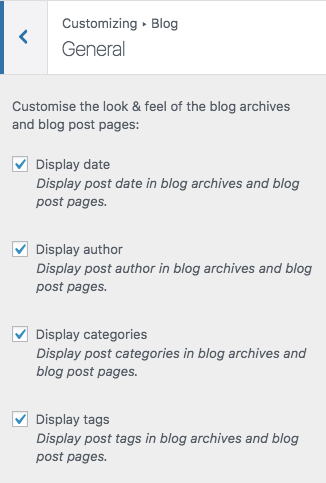 Customizing ▸ Blog
General
Customise the look & feel of the blog archives
and blog post pages:
Display date
Display post date in blog archives and blog
post pages.
Display author
Display post author in blog archives and blog
post pages.
Display categories
Display post categories in blog archives and
blog post pages.
Display tags
Display post tags in blog archives and blog
post pages.